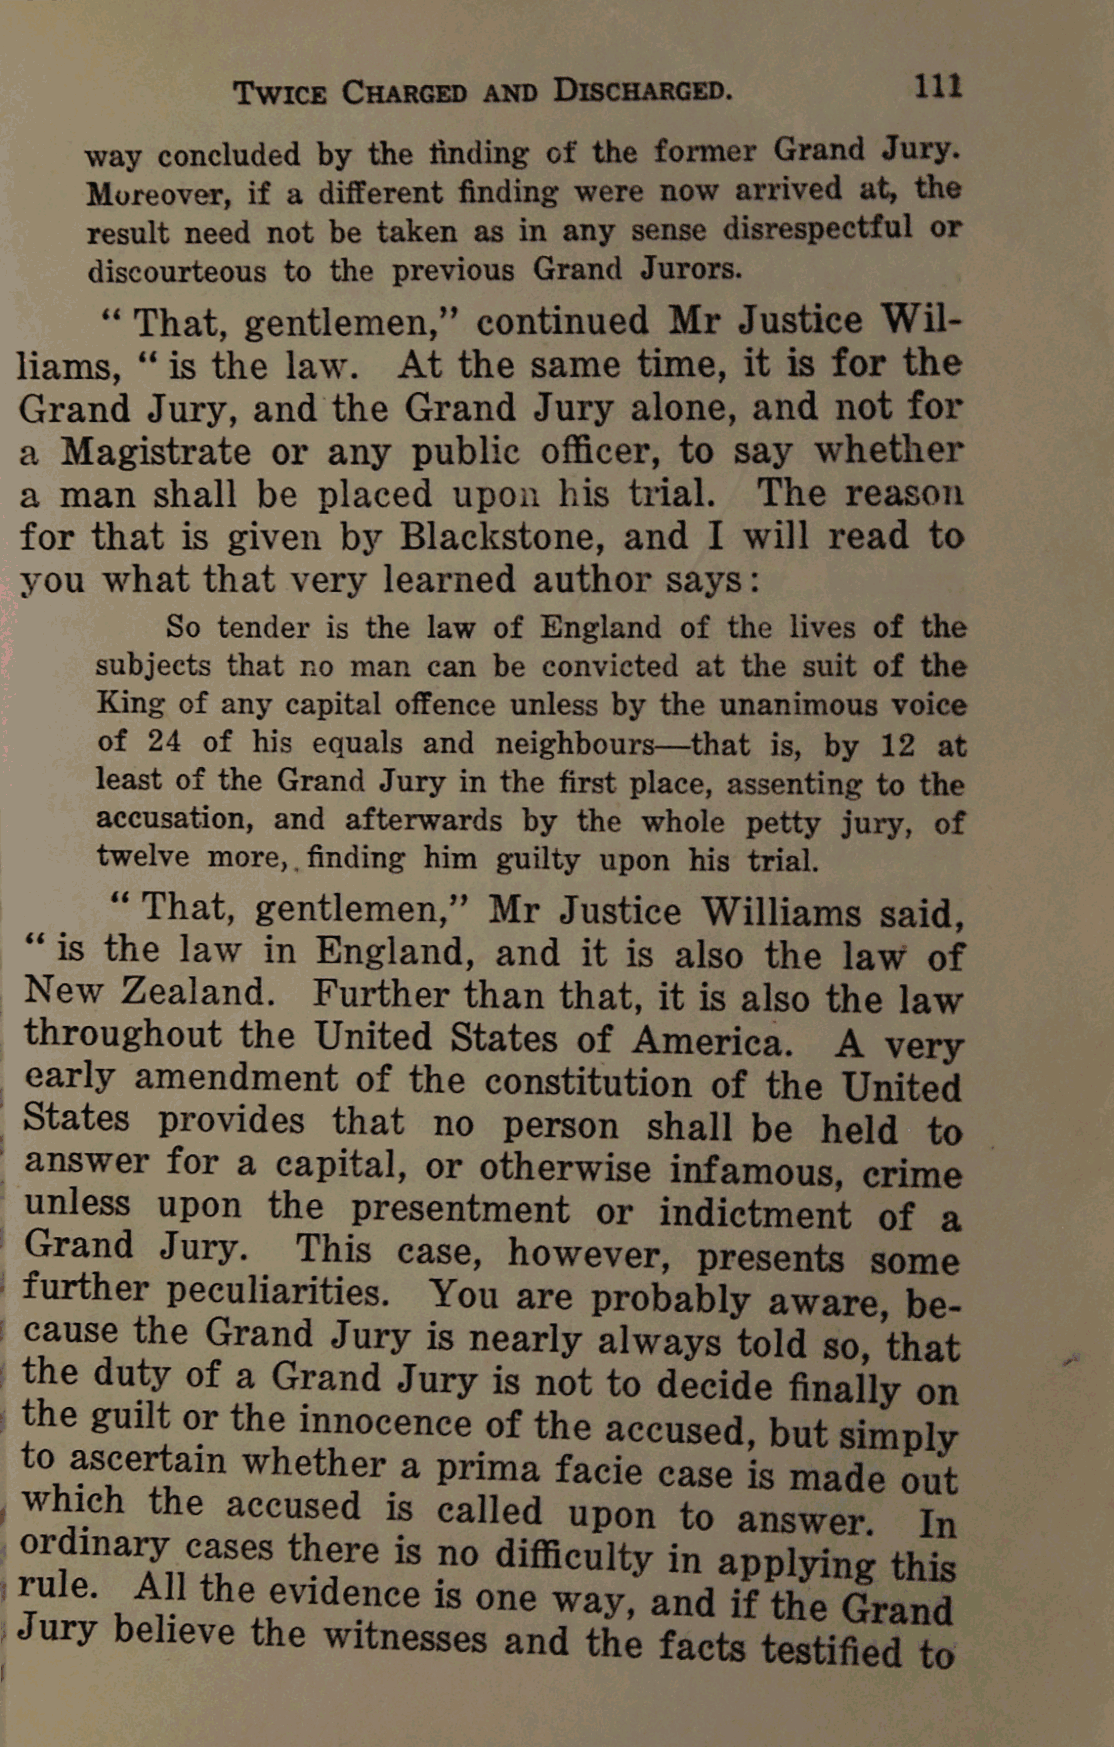 TWICE CHARGED AND DISCHARGED. 111
way concluded by the finding of the former Grand Jury.
Moreover, if a different finding were now arrived at, the
result need not be taken as in any sense disrespectful or
discourteous to the previous Grand Jurors.
“ That, gentlemen,” continued Mr Justice Wil-
liams, “ is the law. At the same time, it is for the
Grand Jury, and the Grand Jury alone, and not for
a Magistrate or any public officer, to say whether
a man shall be placed upon his trial. The reason
for that is given by Blackstone, and I will read to
you what that very learned author says:
So tender is the law of England of the lives of the
subjects that no man can be convicted at the suit of the
King of any capital offence unless by the unanimous voice
of 24 of his equals and neighbours—that is, by 12 at
least of the Grand Jury in the first place, assenting to the
accusation, and afterwards by the whole petty jury, of
twelve more, finding him guilty upon his trial.
“ That, gentlemen,” Mr Justice Williams said,
“ is the law in England, and it is also the law of
New Zealand. Further than that, it is also the law
throughout the United States of America. A very
early amendment of the constitution of the United
States provides that no person shall be held to
answer for a capital, or otherwise infamous, crime
unless upon the presentment or indictment of a
Grand Jury. This case, however, presents some
further peculiarities. You are probably aware, be-
cause the Grand Jury is nearly always told so, that
the duty of a Grand Jury is not to decide finally on
the guilt or the innocence of the accused, but simply
to ascertain whether a prima facie case is made out
which the accused is called upon to answer. In
ordinary cases there is no difficulty in applying this
rule. All the evidence is one way, and if the Grand
Jury believe the witnesses and the facts testified to